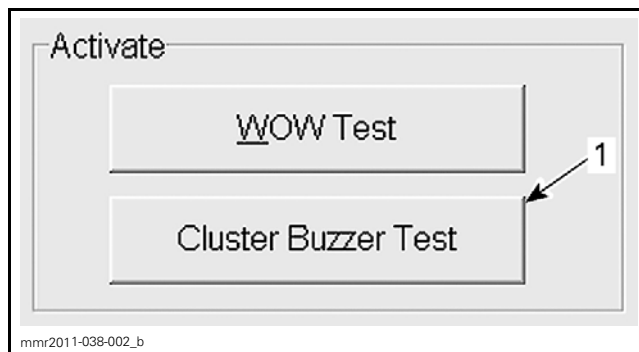 Activate
WOW Test
1
Cluster Buzzer Test
mmr2011-038-002_b